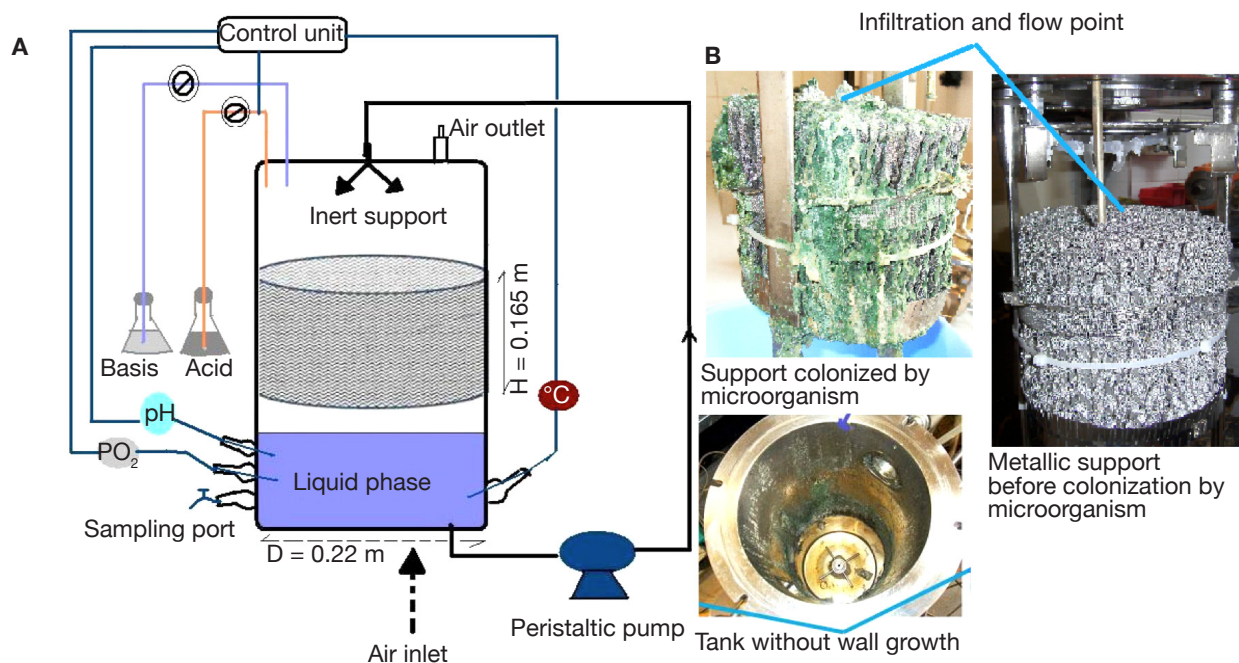 A
Control unit
Air outlet
Inert support
H = 0.165 m
Basis
Acid
°C
pH
PO2
Liquid phase
Sampling port
D = 0.22 m
Peristaltic pump
Air inlet
Infiltration and flow point
B
Support colonized by
microorganism
Metallic support
before colonization by
microorganism
Tank without wall growth